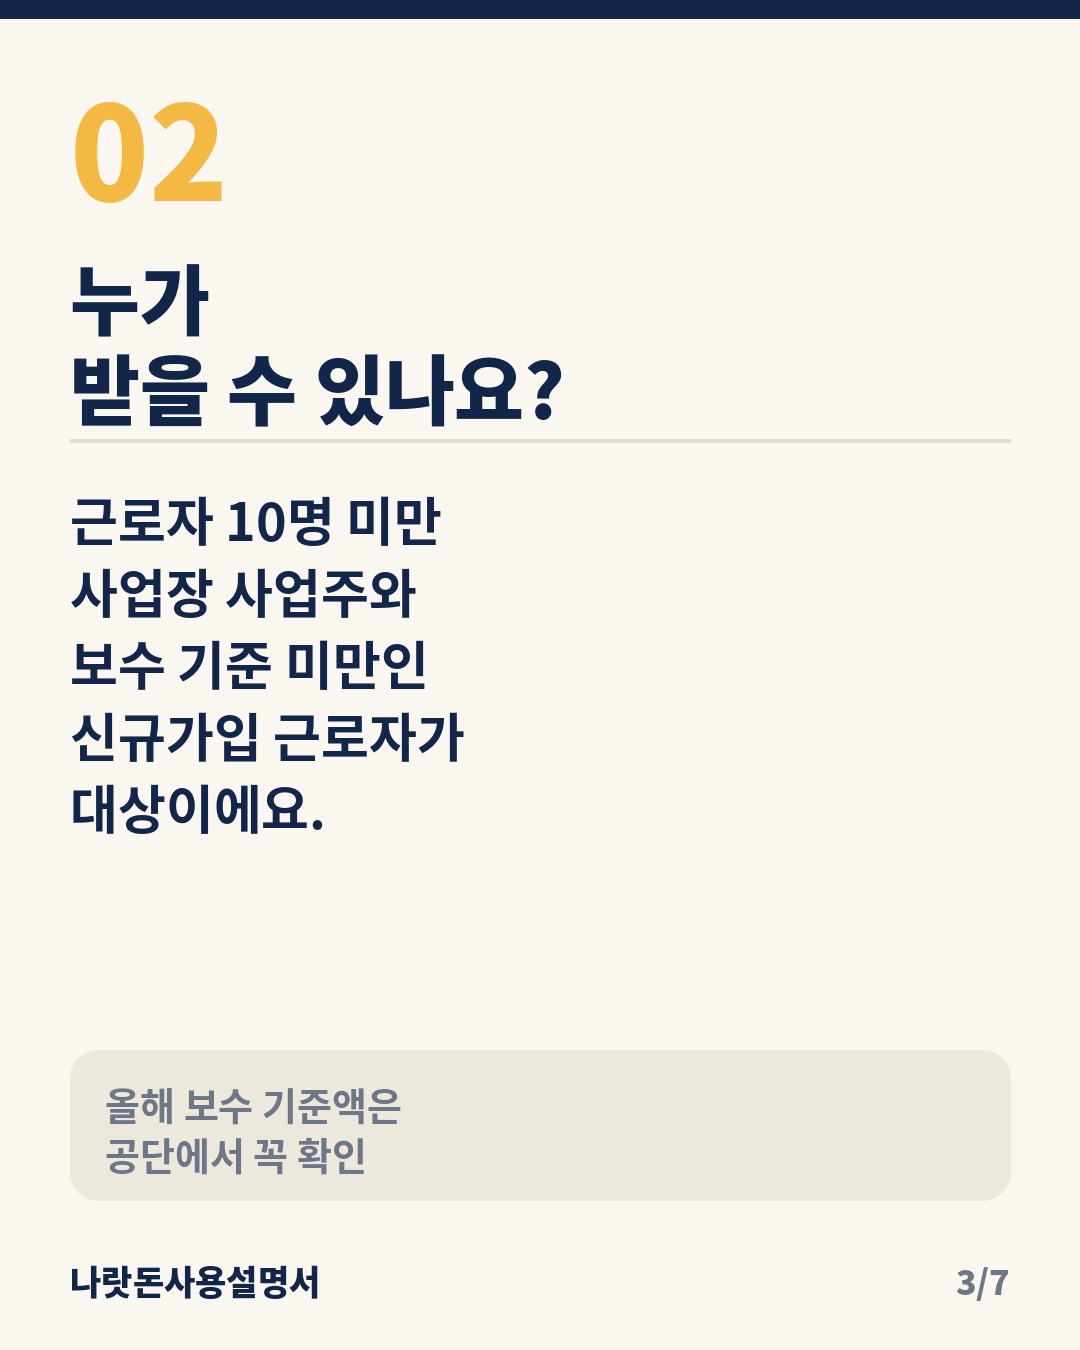 02
누가
받을 수 있나요?
근로자 10명 미만
사업장 사업주와
보수 기준 미만인
신규가입 근로자가
대상이에요.
올해 보수 기준액은
공단에서 꼭 확인
나랏돈사용설명서
3/7